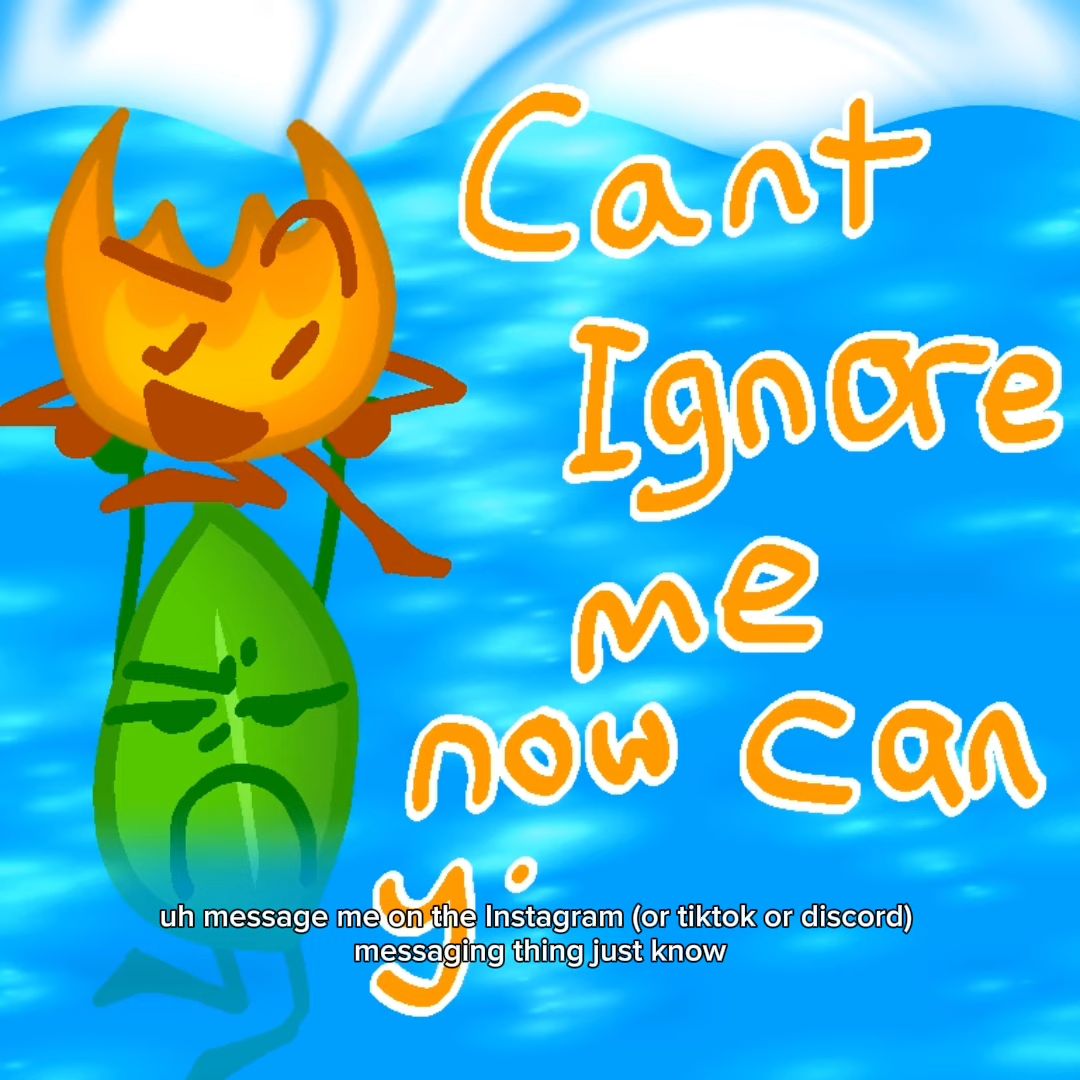 Cant
Ignore
me
now can
y.
uh message me on the Instagram (or tiktok or discord)
messaging thing just know